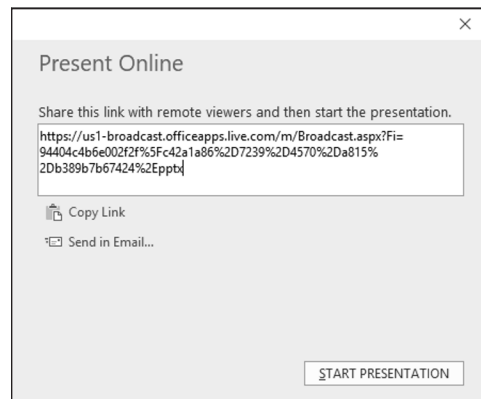 Present Online
Share this link with remote viewers and then start the presentation.
https://us1-broadcast.officeapps.live.com/m/Broadcast.aspx?Fi=
94404c4b6e002f2f%5Fc42a1a86%2D7239%2D4570%2Da815%
2Db389b7b67424%2Epptx
Copy Link
Send in Email...
START PRESENTATION